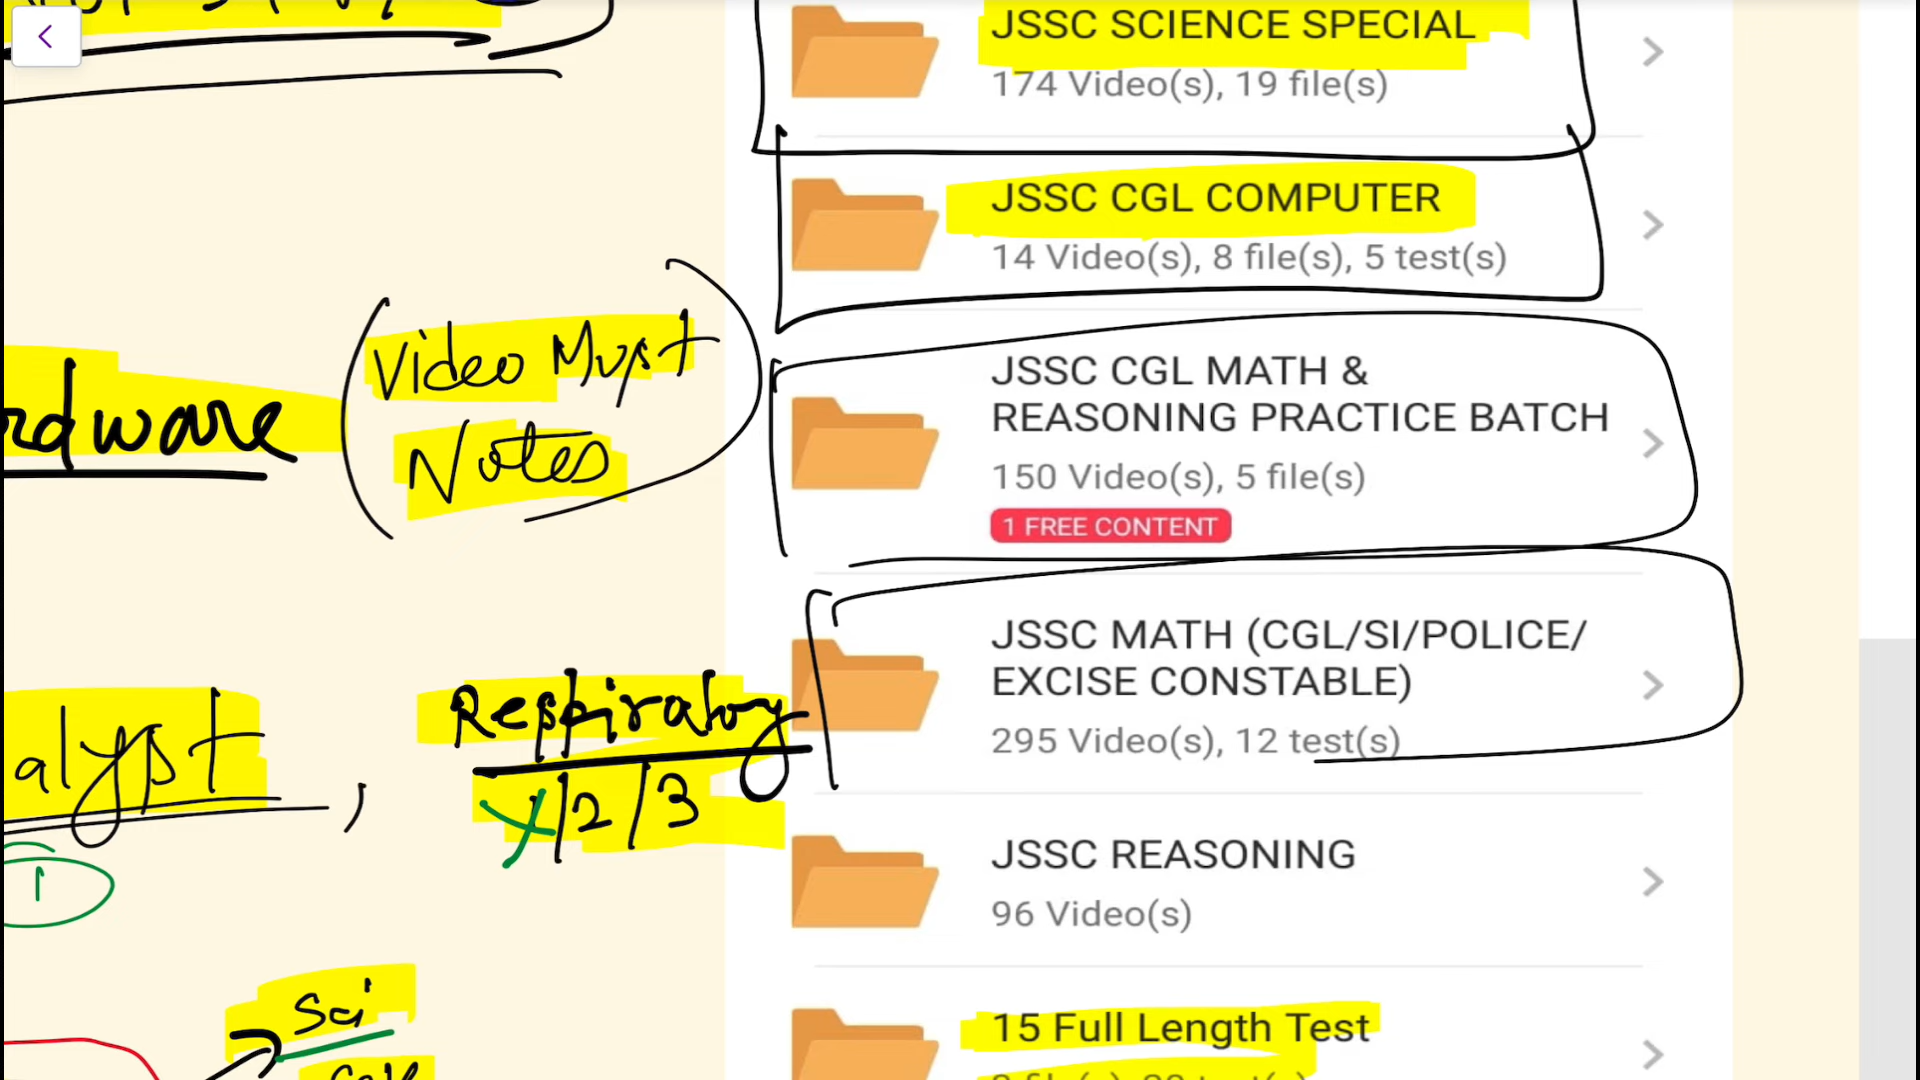 JSSC SCIENCE SPECIAL
174 Video(s), 19 file(s)
JSSC CGL COMPUTER
14 Video(s), 8 file(s), 5 test(s)
JSSC CGL MATH &
REASONING PRACTICE BATCH
150 Video(s), 5 file(s)
1 FREE CONTENT
JSSC MATH (CGL/SI/POLICE/
EXCISE CONSTABLE)
295 Video(s), 12 test(s)
JSSC REASONING
96 Video(s)
15 Full Length Test
rdware
(Video Must
Notes)
alyst, Respiratory
1/2/3
1
Sci